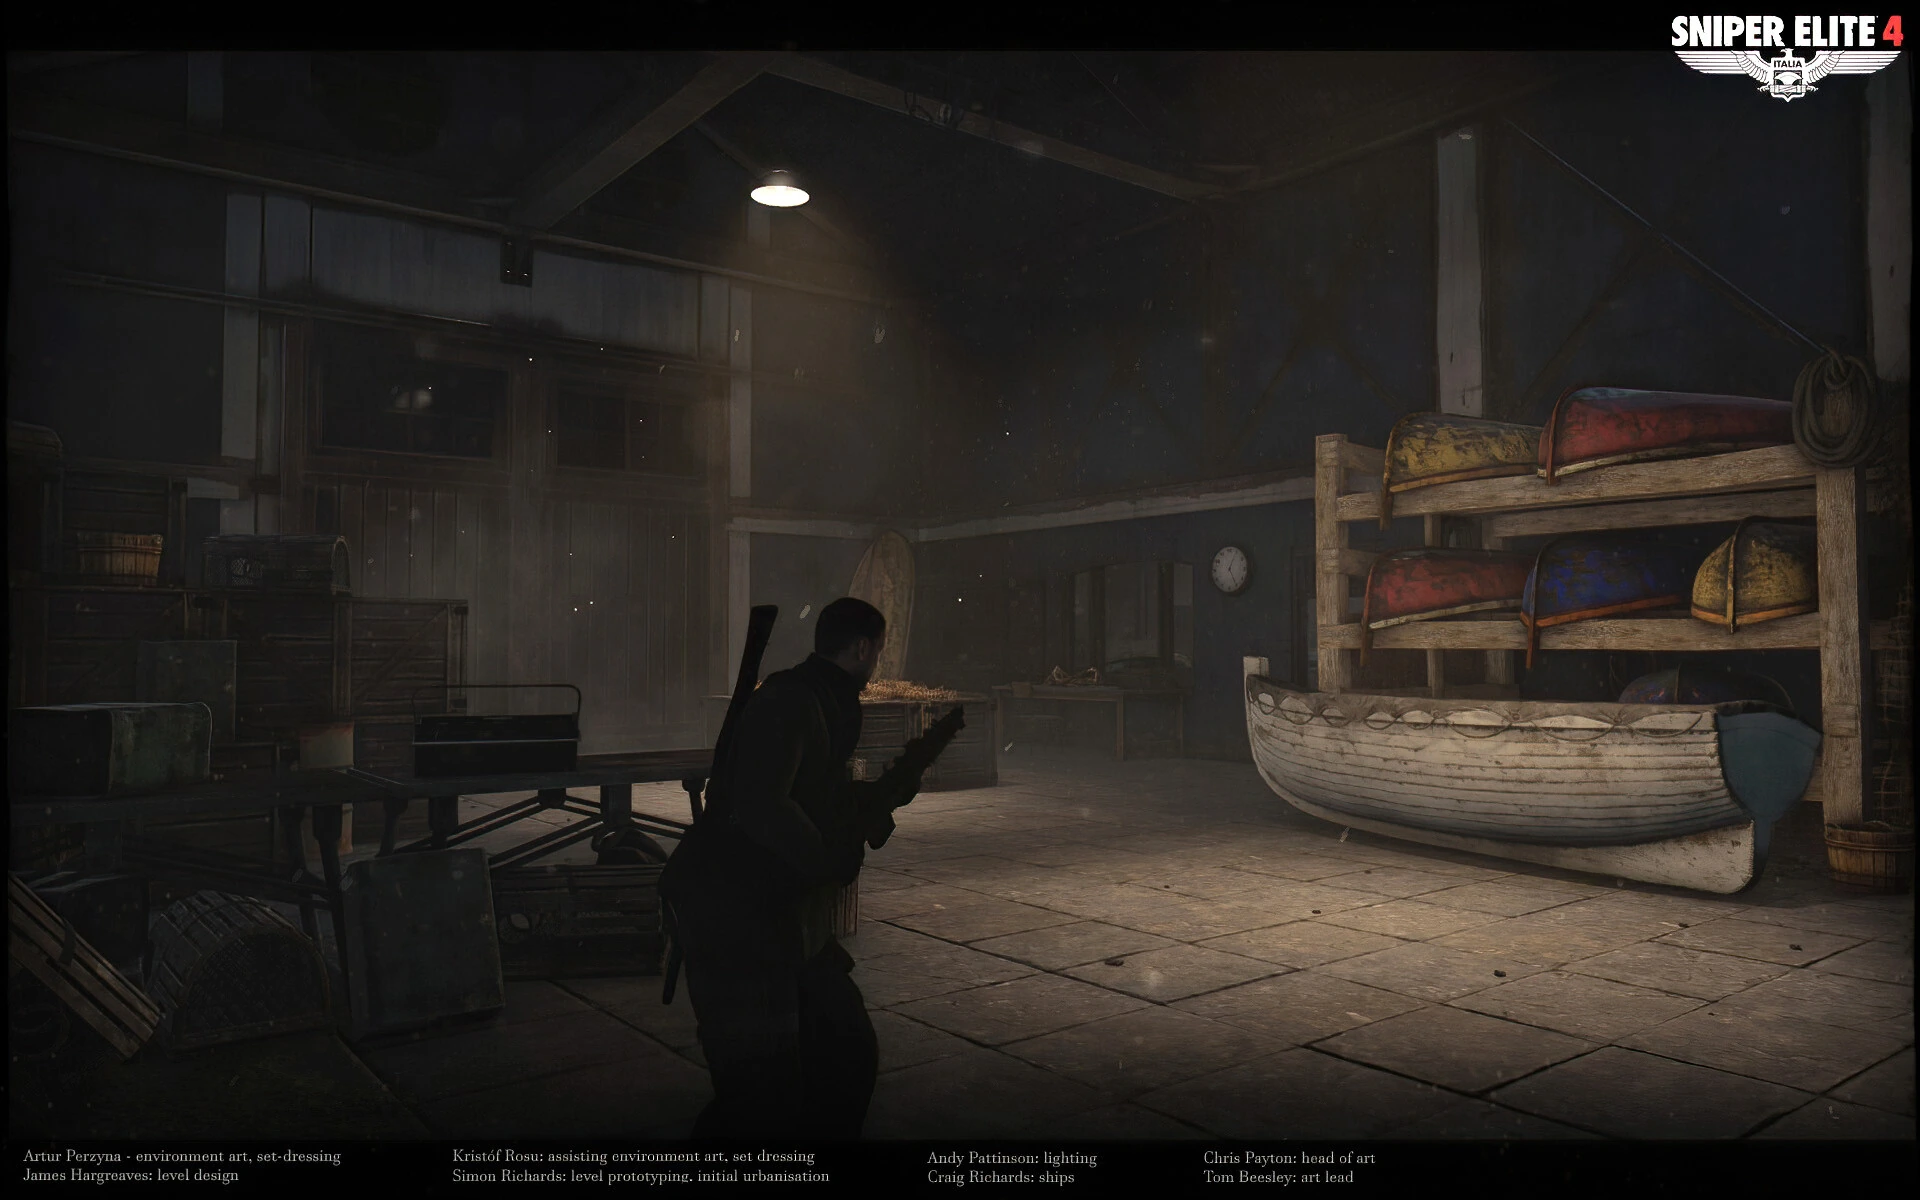 SNIPER ELITE 4
ITALIA
Artur Perzyna - environment art, set-dressing
James Hargreaves: level design
Kristóf Rosu: assisting environment art, set dressing
Simon Richards: level prototyping. initial urbanisation
Andy Pattinson: lighting
Craig Richards: ships
Chris Payton: head of art
Tom Beesley: art lead